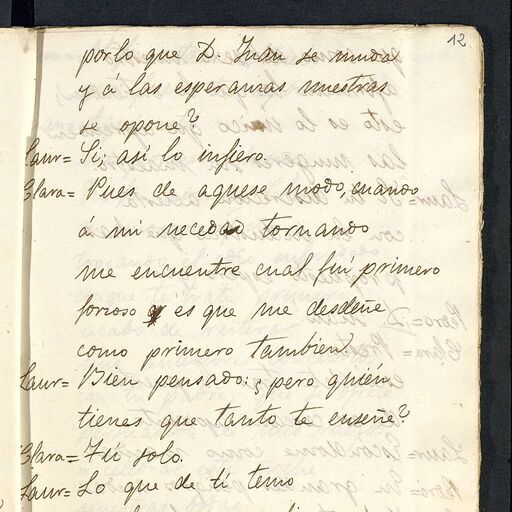 12
por lo que D. Juan se muda
y á las esperanzas nuestras
se opone?
Laur= Si, así lo infiero.
Clara= Pues de aquese modo, cuando
á mi necedad tornando
me encuentre cual fuí primero
forzoso es que me desdeñe
como primero tambien
Laur= Bien pensado: ¿pero quién
tienes que tanto te enseñe?
Clara= Tú solo.
Laur= Lo que de tí temo